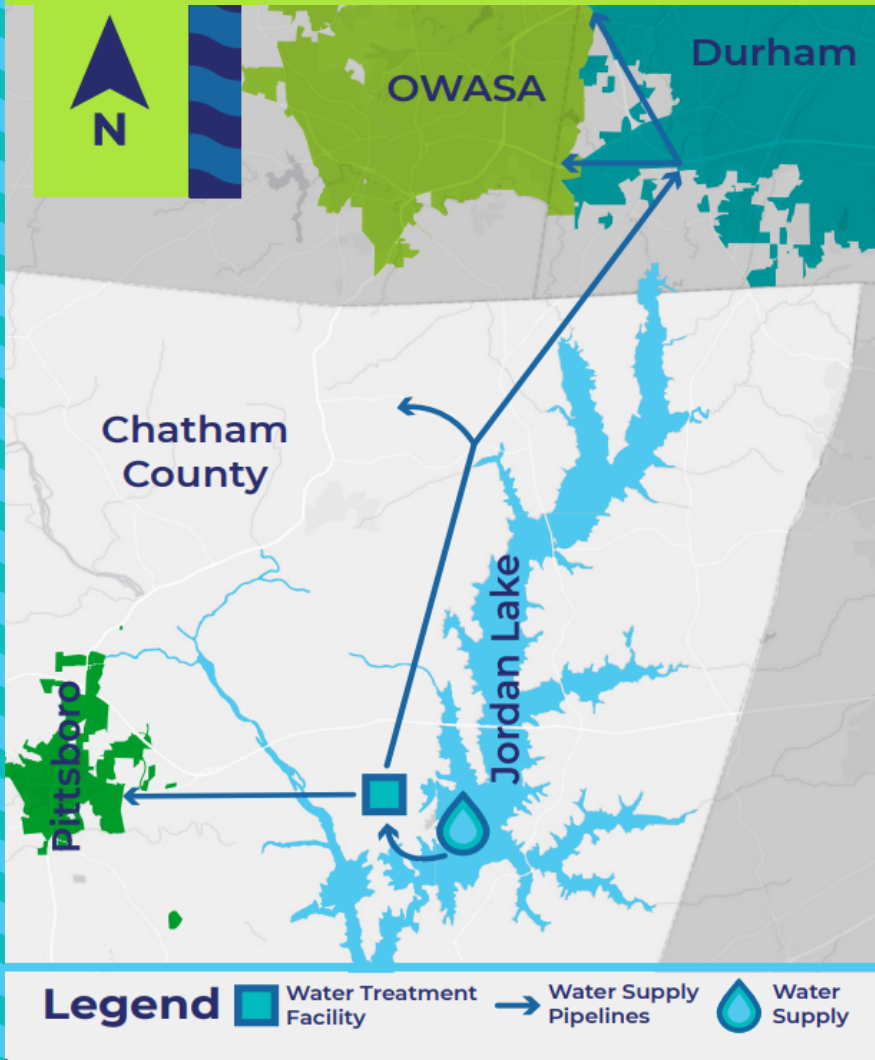 N
OWASA
Durham
Chatham
County
Jordan Lake
Pittsboro
Legend
Water Treatment
Facility
Water Supply
Pipelines
Water
Supply